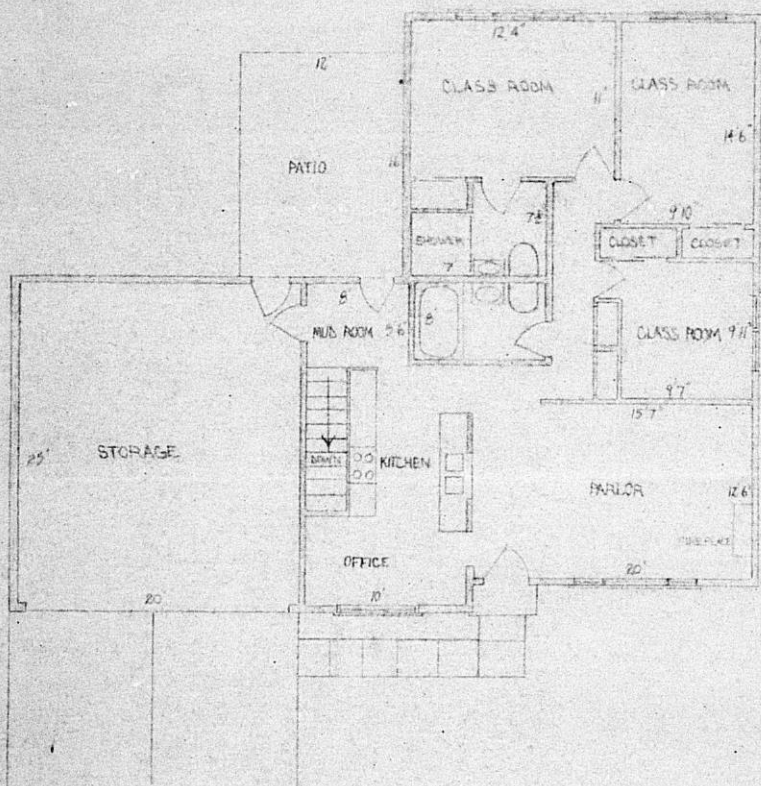 12'4"
CLASS ROOM
11'
CLASS ROOM
14'6"
9'10"
12'
PATIO
16'
SHOWER
7'
CLOSET
CLOSET
8'
MUD ROOM
5'6"
8'
CLASS ROOM
9'11"
9'7"
15'7"
STORAGE
25'
20
DOWN
KITCHEN
PARLOR
12'6"
FIREPLACE
OFFICE
10'
20'